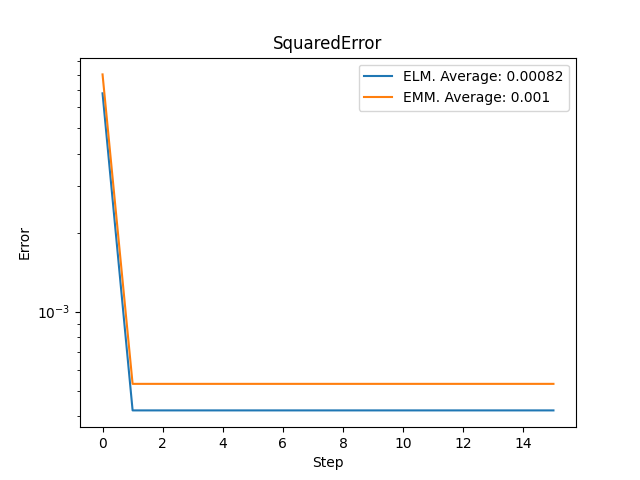 SquaredError
ELM. Average: 0.00082
EMM. Average: 0.001
Error
10⁻³
0 2 4 6 8 10 12 14
Step